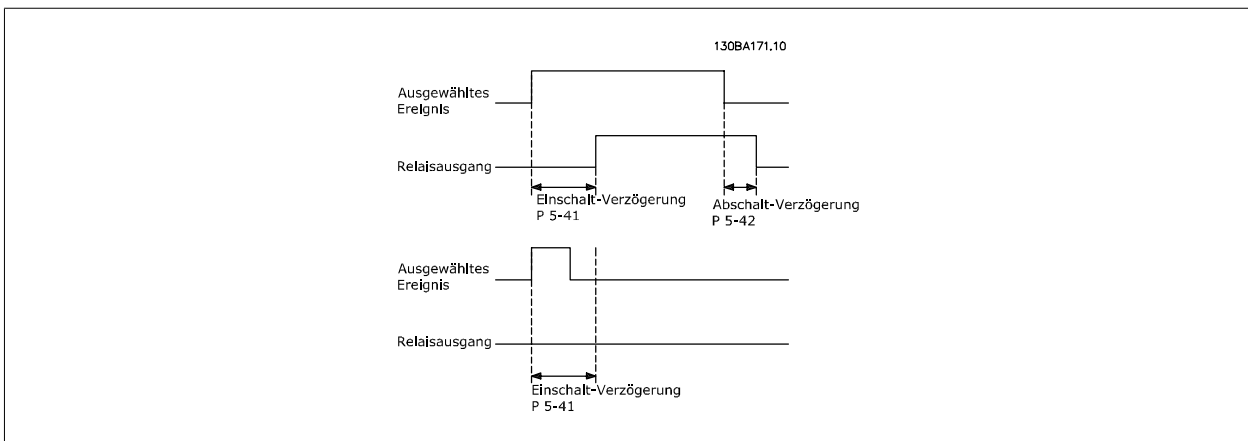 130BA171.10
Ausgewähltes
Ereignis
Relaisausgang
Einschalt-Verzögerung
P 5-41
Abschalt-Verzögerung
P 5-42
Ausgewähltes
Ereignis
Relaisausgang
Einschalt-Verzögerung
P 5-41